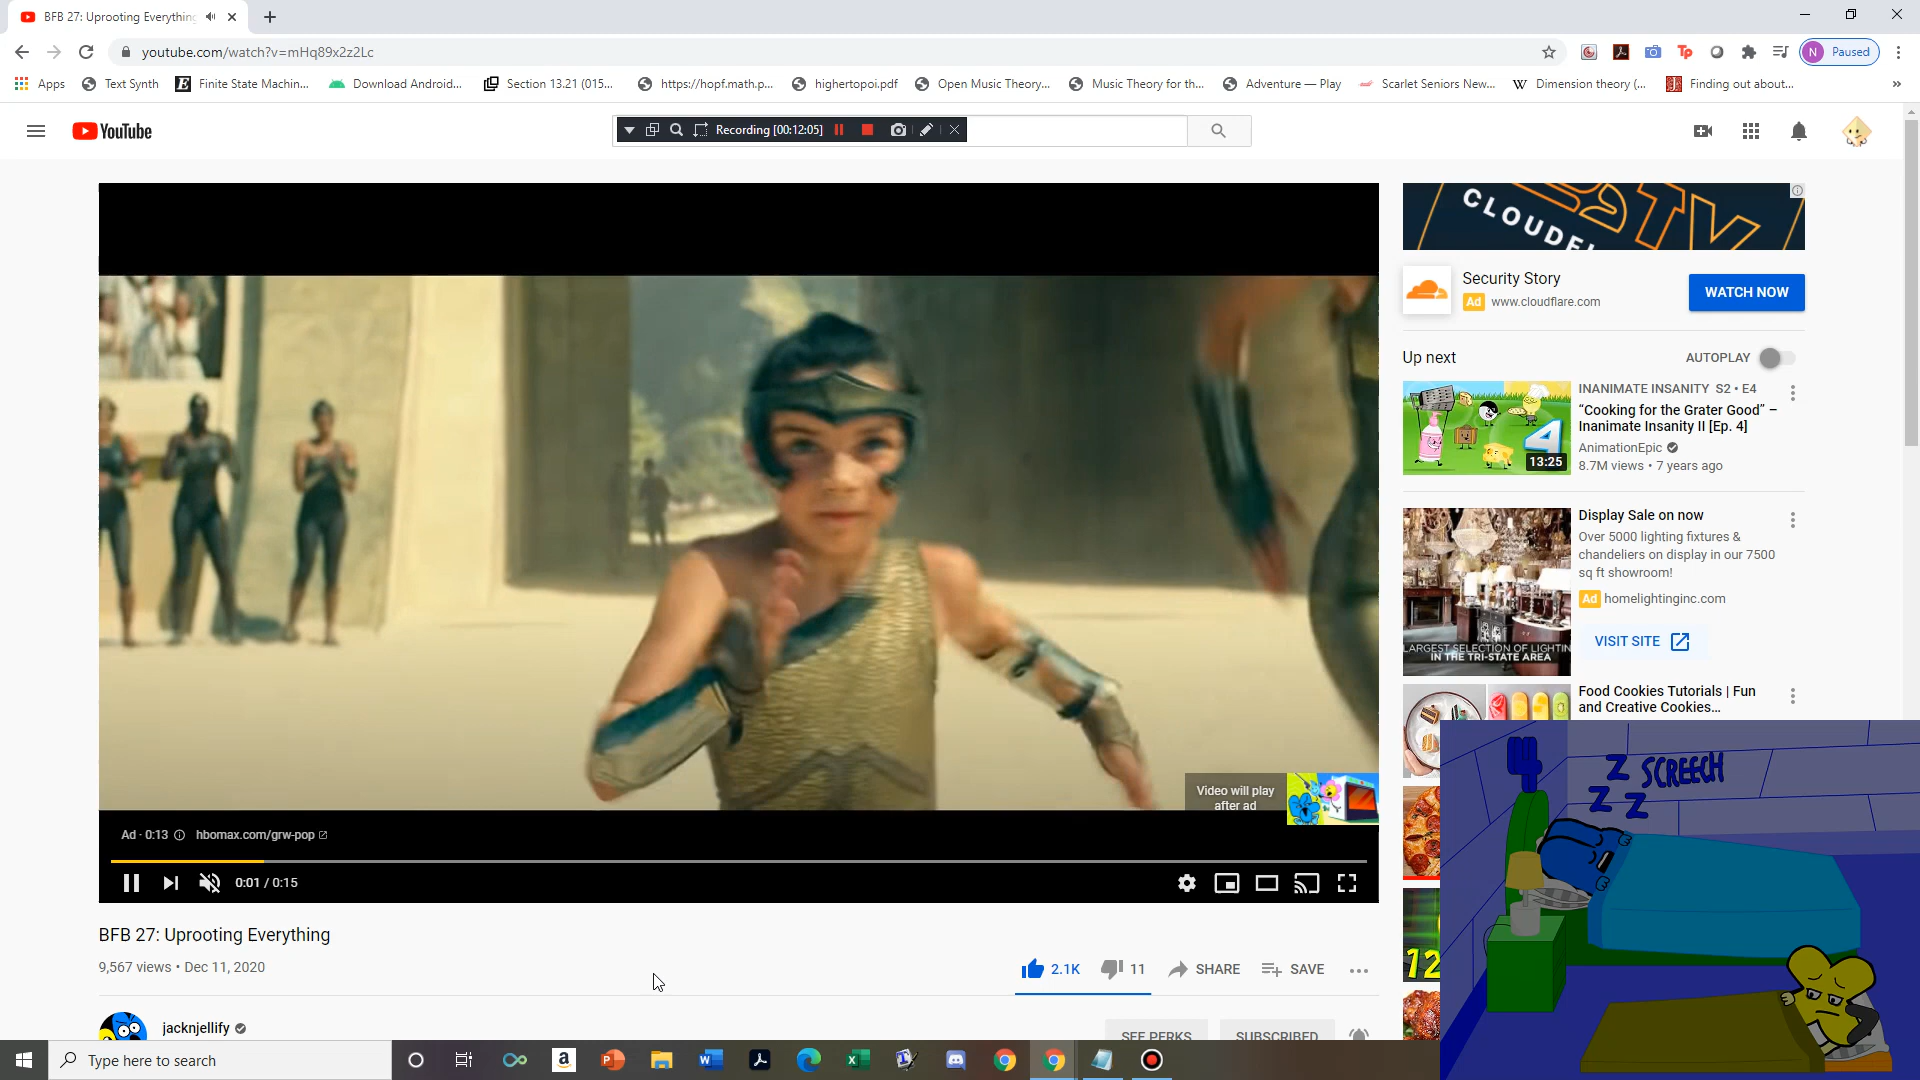 BFB 27: Uprooting Everything
youtube.com/watch?v=mHq89x2z2Lc
N Paused
Apps Text Synth Finite State Machin... Download Android... Section 13.21 (015... https://hopf.math.p... highertopoi.pdf Open Music Theory... Music Theory for th... Adventure — Play Scarlet Seniors New... Dimension theory (... Finding out about... »
YouTube
Recording [00:12:05]
CLOUDFL
TV
Security Story
Ad www.cloudflare.com
WATCH NOW
Up next
AUTOPLAY
INANIMATE INSANITY S2 • E4
“Cooking for the Grater Good” –
Inanimate Insanity II [Ep. 4]
AnimationEpic
8.7M views • 7 years ago
4
13:25
Display Sale on now
Over 5000 lighting fixtures &
chandeliers on display in our 7500
sq ft showroom!
Ad homelightinginc.com
VISIT SITE
LARGEST SELECTION OF LIGHTIN
IN THE TRI-STATE AREA
Food Cookies Tutorials | Fun
and Creative Cookies...
12
Z SCREECH
Z Z
Video will play
after ad
Ad · 0:13 hbomax.com/grw-pop
0:01 / 0:15
BFB 27: Uprooting Everything
9,567 views • Dec 11, 2020
2.1K 11 SHARE SAVE
jacknjellify
SEE PERKS SUBSCRIBED
Type here to search